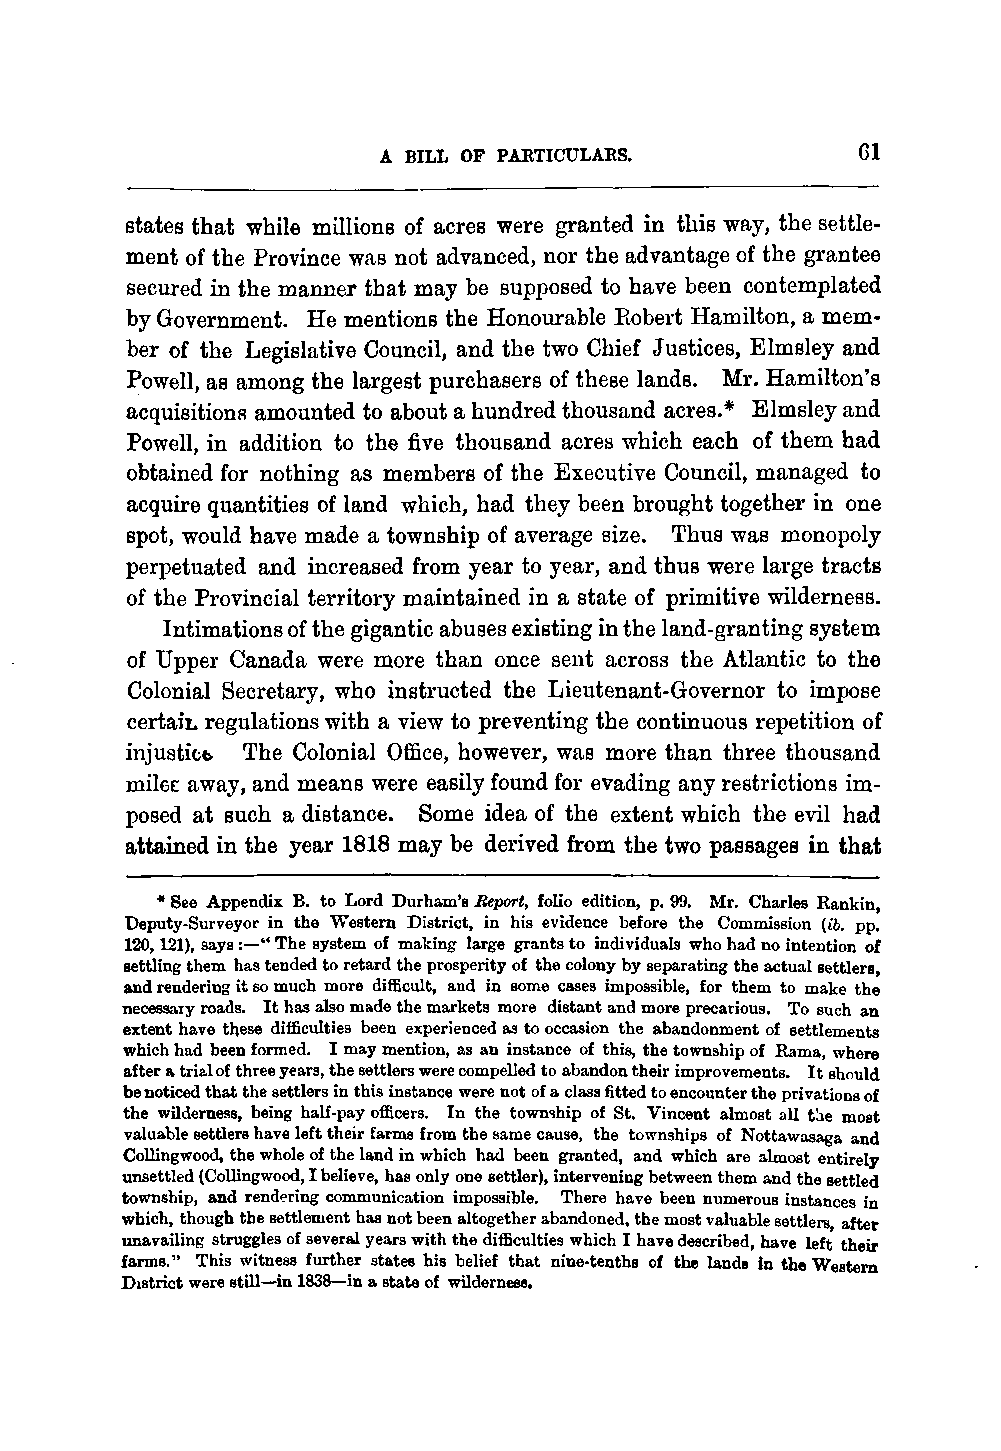 A BILL OF PARTICULARS. 61
states that while millions of acres were granted in this way, the settle-
ment of the Province was not advanced, nor the advantage of the grantee
secured in the manner that may be supposed to have been contemplated
by Government. He mentions the Honourable Robert Hamilton, a mem-
ber of the Legislative Council, and the two Chief Justices, Elmsley and
Powell, as among the largest purchasers of these lands. Mr. Hamilton's
acquisitions amounted to about a hundred thousand acres.* Elmsley and
Powell, in addition to the five thousand acres which each of them had
obtained for nothing as members of the Executive Council, managed to
acquire quantities of land which, had they been brought together in one
spot, would have made a township of average size. Thus was monopoly
perpetuated and increased from year to year, and thus were large tracts
of the Provincial territory maintained in a state of primitive wilderness.
Intimations of the gigantic abuses existing in the land-granting system
of Upper Canada were more than once sent across the Atlantic to the
Colonial Secretary, who instructed the Lieutenant-Governor to impose
certain regulations with a view to preventing the continuous repetition of
injustice The Colonial Office, however, was more than three thousand
miles away, and means were easily found for evading any restrictions im-
posed at such a distance. Some idea of the extent which the evil had
attained in the year 1818 may be derived from the two passages in that
* See Appendix B. to Lord Durham's Report, folio edition, p. 99. Mr. Charles Rankin,
Deputy-Surveyor in the Western District, in his evidence before the Commission (ib. pp.
120, 121), says :—" The system of making large grants to individuals who had no intention of
settling them has tended to retard the prosperity of the colony by separating the actual settlers,
and rendering it so much more difficult, and in some cases impossible, for them to make the
necessary roads. It has also made the markets more distant and more precarious. To such an
extent have these difficulties been experienced as to occasion the abandonment of settlements
which had been formed. I may mention, as an instance of this, the township of Rama, where
after a trial of three years, the settlers were compelled to abandon their improvements. It should
be noticed that the settlers in this instance were not of a class fitted to encounter the privations of
the wilderness, being half-pay officers. In the township of St. Vincent almost all the most
valuable settlers have left their farms from the same cause, the townships of Nottawasaga and
Collingwood, the whole of the land in which had been granted, and which are almost entirely
unsettled (Collingwood, I believe, has only one settler), intervening between them and the settled
township, and rendering communication impossible. There have been numerous instances in
which, though the settlement has not been altogether abandoned, the most valuable settlers, after
unavailing struggles of several years with the difficulties which I have described, have left their
farms." This witness further states his belief that nine-tenths of the lands in the Western
District were still—in 1838—in a state of wilderness.